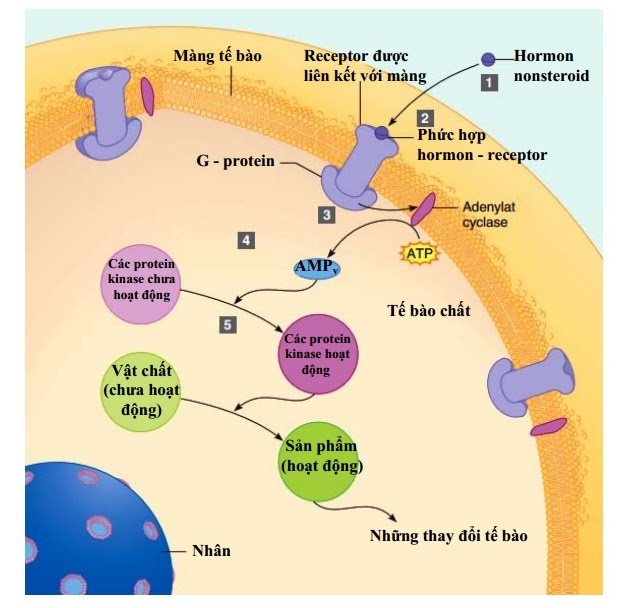 Màng tế bào
Receptor được
liên kết với màng
Hormon
nonsteroid
1
2
Phức hợp
hormon - receptor
G - protein
3
Adenylat
cyclase
4
ATP
AMPv
Các protein
kinase chưa
hoạt động
Tế bào chất
5
Các protein
kinase hoạt
động
Vật chất
(chưa hoạt
động)
Sản phẩm
(hoạt động)
Những thay đổi tế bào
Nhân